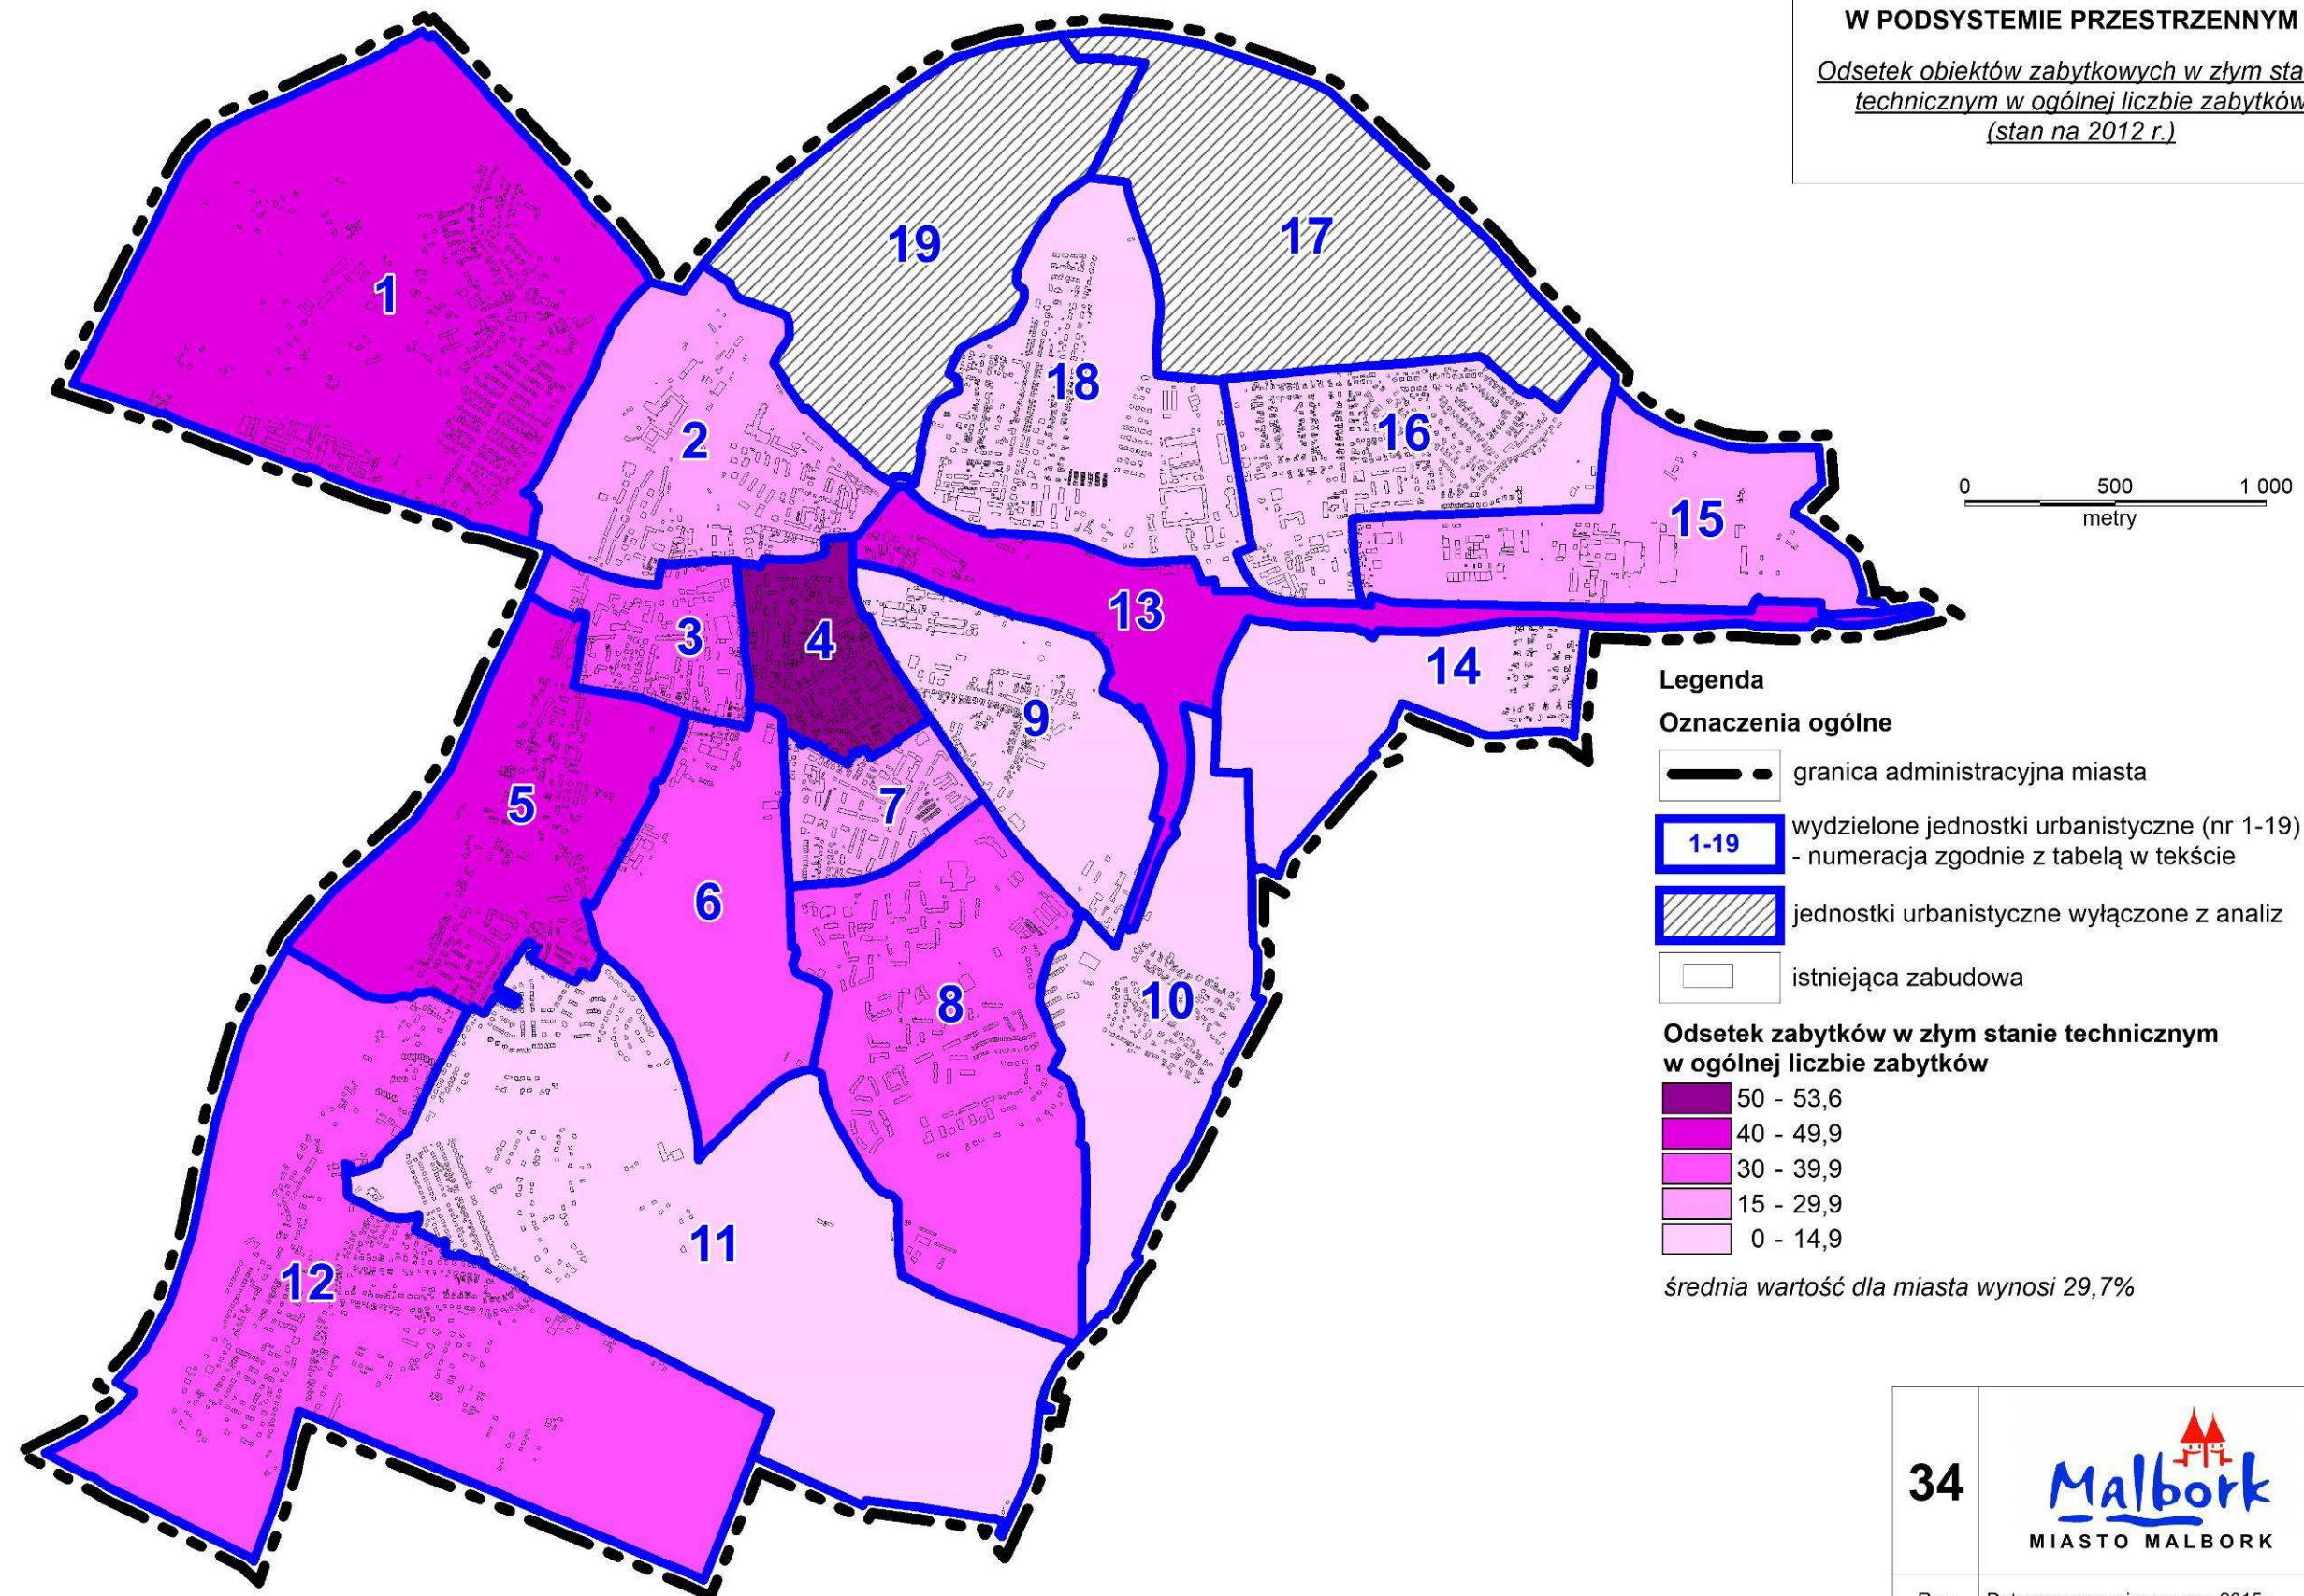 W PODSYSTEMIE PRZESTRZENNYM
Odsetek obiektów zabytkowych w złym sta
technicznym w ogólnej liczbie zabytków
(stan na 2012 r.)
19
17
1
18
2
16
15
0 500 1 000
metry
13
3
4
14
9
5
7
6
8
10
11
12
Legenda
Oznaczenia ogólne
granica administracyjna miasta
1-19
wydzielone jednostki urbanistyczne (nr 1-19)
- numeracja zgodnie z tabelą w tekście
jednostki urbanistyczne wyłączone z analiz
istniejąca zabudowa
Odsetek zabytków w złym stanie technicznym
w ogólnej liczbie zabytków
50 - 53,6
40 - 49,9
30 - 39,9
15 - 29,9
0 - 14,9
średnia wartość dla miasta wynosi 29,7%
34
Malbork
MIASTO MALBORK